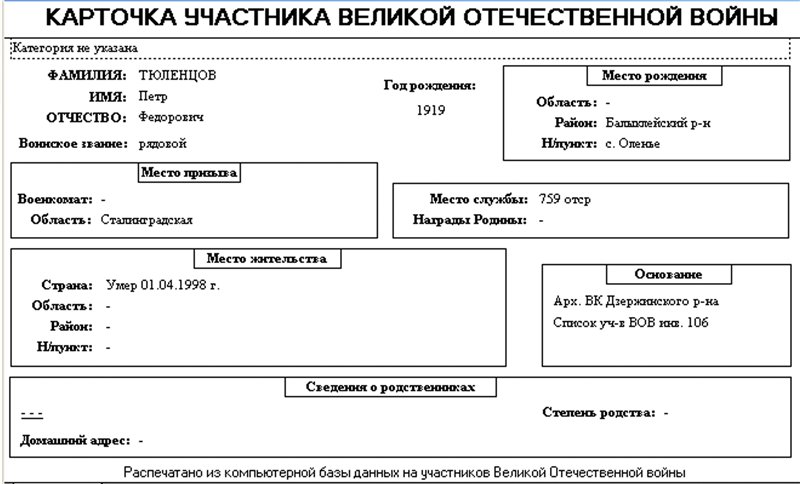 КАРТОЧКА УЧАСТНИКА ВЕЛИКОЙ ОТЕЧЕСТВЕННОЙ ВОЙНЫ
Категория не указана
ФАМИЛИЯ: ТЮЛЕНЦОВ
ИМЯ: Петр
ОТЧЕСТВО: Федорович
Воинское звание: рядовой
Год рождения:
1919
Место рождения
Область: -
Район: Балыклейский р-н
Н/пункт: с. Оленье
Место призыва
Военкомат: -
Область: Сталинградская
Место службы: 759 отср
Награды Родины: -
Место жительства
Страна: Умер 01.04.1998 г.
Область: -
Район: -
Н/пункт: -
Основание
Арх. ВК Дзержинского р-на
Список уч-в ВОВ инв. 106
Сведения о родственниках
- - -
Степень родства: -
Домашний адрес: -
Распечатано из компьютерной базы данных на участников Великой Отечественной войны